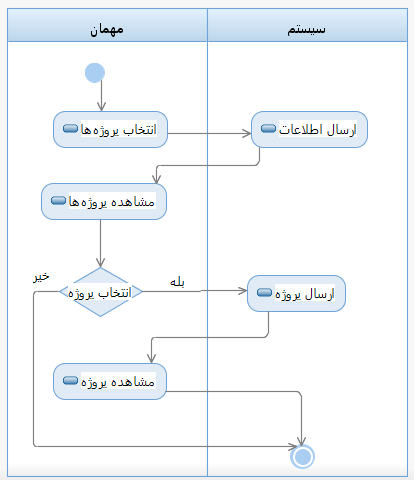 سیستم
مهمان
انتخاب پروژه‌ها
ارسال اطلاعات
مشاهده پروژه‌ها
خیر
انتخاب پروژه
بله
ارسال پروژه
مشاهده پروژه